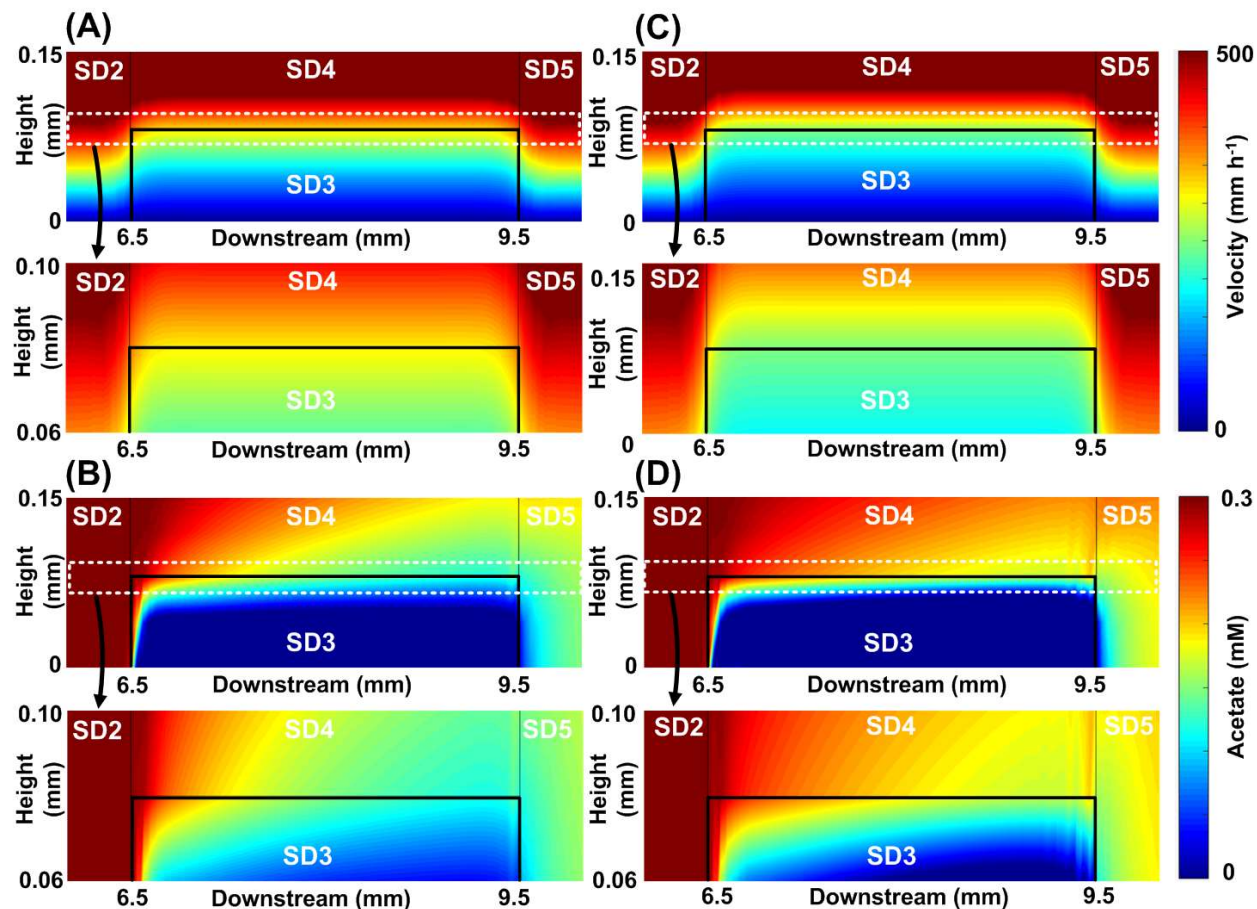 (A)
0.15
SD2
SD4
SD5
Height
(mm)
SD3
0
6.5
Downstream (mm)
9.5
0.10
SD2
SD4
SD5
Height
(mm)
SD3
0.06
6.5
Downstream (mm)
9.5
(C)
0.15
SD2
SD4
SD5
Height
(mm)
SD3
0
6.5
Downstream (mm)
9.5
0.15
SD2
SD4
SD5
Height
(mm)
SD3
0
6.5
Downstream (mm)
9.5
500
Velocity (mm h⁻¹)
0
(B)
0.15
SD2
SD4
SD5
Height
(mm)
SD3
0
6.5
Downstream (mm)
9.5
0.10
SD2
SD4
SD5
Height
(mm)
SD3
0.06
6.5
Downstream (mm)
9.5
(D)
0.15
SD2
SD4
SD5
Height
(mm)
SD3
0
6.5
Downstream (mm)
9.5
0.10
SD2
SD4
SD5
Height
(mm)
SD3
0.06
6.5
Downstream (mm)
9.5
0.3
Acetate (mM)
0